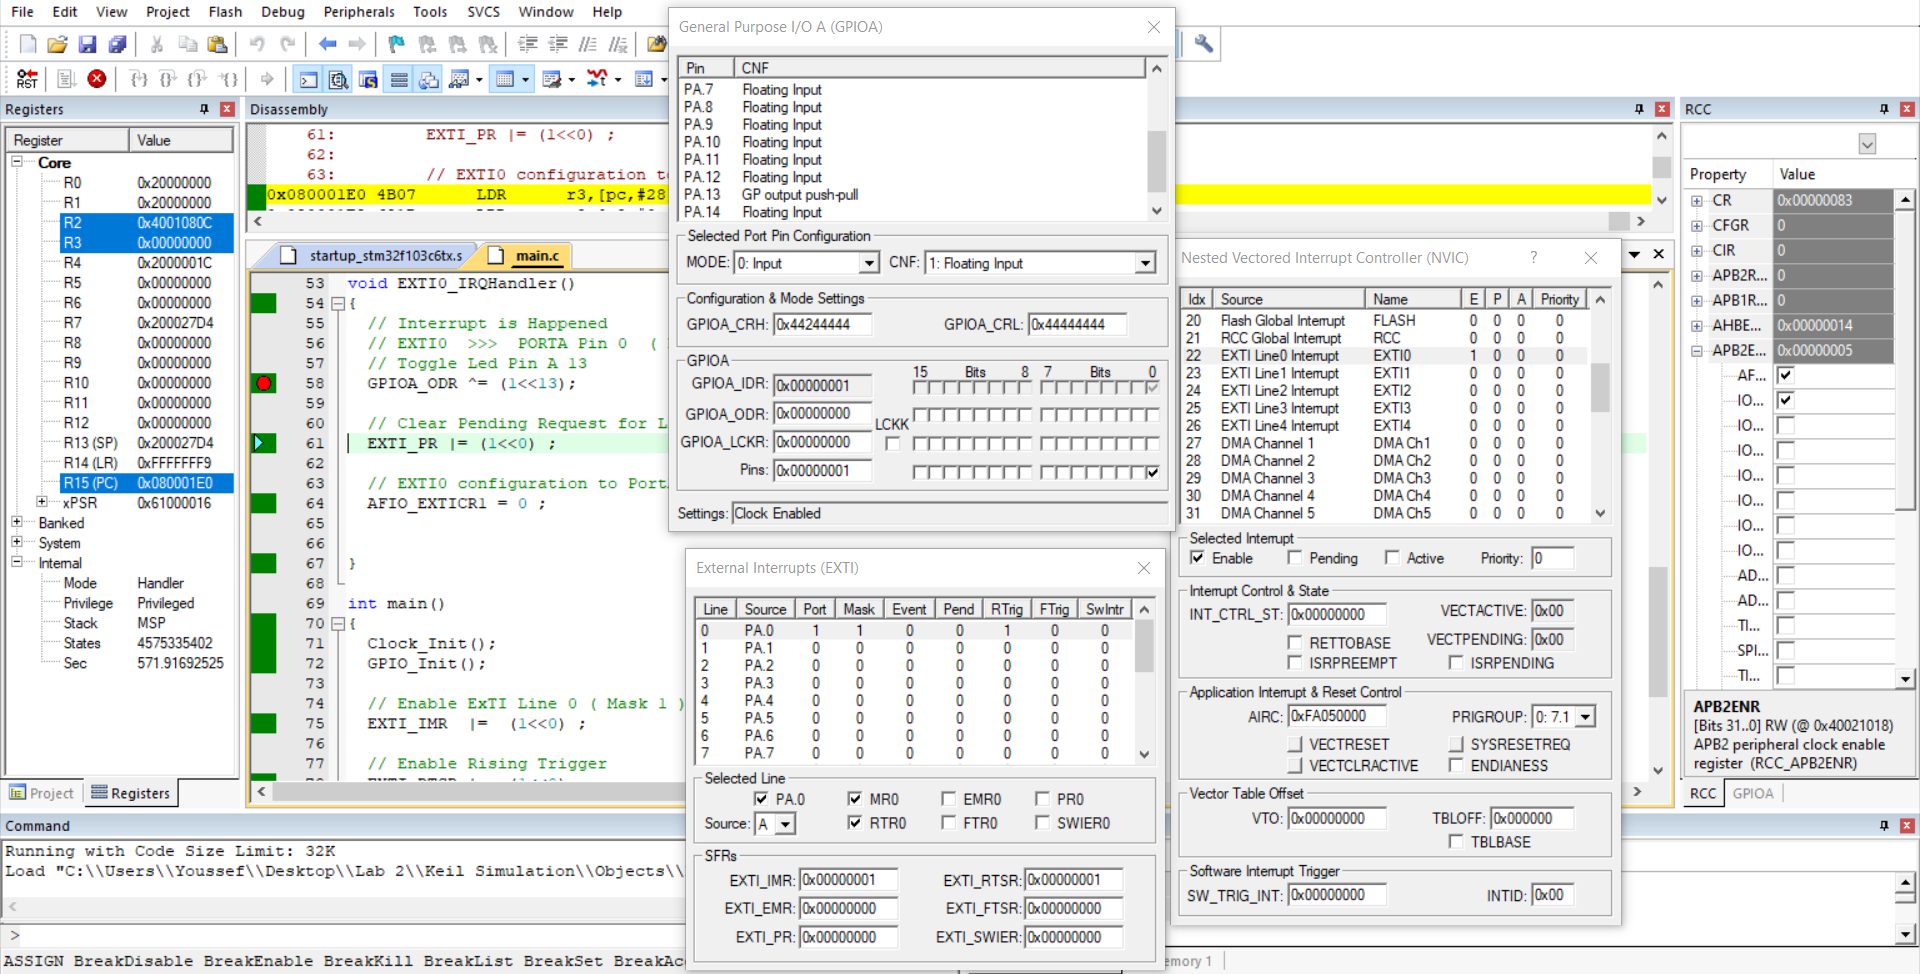 File Edit View Project Flash Debug Peripherals Tools SVCS Window Help
RST
Registers
Register Value
Core
R0 0x20000000
R1 0x20000000
R2 0x4001080C
R3 0x00000000
R4 0x2000001C
R5 0x00000000
R6 0x00000000
R7 0x200027D4
R8 0x00000000
R9 0x00000000
R10 0x00000000
R11 0x00000000
R12 0x00000000
R13 (SP) 0x200027D4
R14 (LR) 0xFFFFFFF9
R15 (PC) 0x080001E0
xPSR 0x61000016
Banked
System
Internal
Mode Handler
Privilege Privileged
Stack MSP
States 4575335402
Sec 571.91692525
Project Registers
Disassembly
61: EXTI_PR |= (1<<0) ;
62:
63: // EXTI0 configuration to
0x080001E0 4B07 LDR r3,[pc,#28
startup_stm32f103c6tx.s main.c
53 void EXTI0_IRQHandler()
54 {
55 // Interrupt is Happened
56 // EXTI0 >>> PORTA Pin 0 (
57 // Toggle Led Pin A 13
58 GPIOA_ODR ^= (1<<13);
59
60 // Clear Pending Request for L
61 EXTI_PR |= (1<<0) ;
62
63 // EXTI0 configuration to Port
64 AFIO_EXTICR1 = 0 ;
65
66
67 }
68
69 int main()
70 {
71 Clock_Init();
72 GPIO_Init();
73
74 // Enable ExTI Line 0 ( Mask 1 )
75 EXTI_IMR |= (1<<0) ;
76
77 // Enable Rising Trigger
General Purpose I/O A (GPIOA)
Pin CNF
PA.7 Floating Input
PA.8 Floating Input
PA.9 Floating Input
PA.10 Floating Input
PA.11 Floating Input
PA.12 Floating Input
PA.13 GP output push-pull
PA.14 Floating Input
Selected Port Pin Configuration
MODE: 0: Input CNF: 1: Floating Input
Configuration & Mode Settings
GPIOA_CRH: 0x44244444 GPIOA_CRL: 0x44444444
GPIOA
15 Bits 8 7 Bits 0
GPIOA_IDR: 0x00000001
GPIOA_ODR: 0x00000000
LCKK
GPIOA_LCKR: 0x00000000
Pins: 0x00000001
Settings: Clock Enabled
External Interrupts (EXTI)
Line Source Port Mask Event Pend RTrig FTrig SwIntr
0 PA.0 1 1 0 0 1 0 0
1 PA.1 0 0 0 0 0 0 0
2 PA.2 0 0 0 0 0 0 0
3 PA.3 0 0 0 0 0 0 0
4 PA.4 0 0 0 0 0 0 0
5 PA.5 0 0 0 0 0 0 0
6 PA.6 0 0 0 0 0 0 0
7 PA.7 0 0 0 0 0 0 0
Selected Line
PA.0 MR0 EMR0 PR0
Source: A RTR0 FTR0 SWIER0
SFRs
EXTI_IMR: 0x00000001 EXTI_RTSR: 0x00000001
EXTI_EMR: 0x00000000 EXTI_FTSR: 0x00000000
EXTI_PR: 0x00000000 EXTI_SWIER: 0x00000000
Nested Vectored Interrupt Controller (NVIC) ?
Idx Source Name E P A Priority
20 Flash Global Interrupt FLASH 0 0 0 0
21 RCC Global Interrupt RCC 0 0 0 0
22 EXTI Line0 Interrupt EXTI0 1 0 0 0
23 EXTI Line1 Interrupt EXTI1 0 0 0 0
24 EXTI Line2 Interrupt EXTI2 0 0 0 0
25 EXTI Line3 Interrupt EXTI3 0 0 0 0
26 EXTI Line4 Interrupt EXTI4 0 0 0 0
27 DMA Channel 1 DMA Ch1 0 0 0 0
28 DMA Channel 2 DMA Ch2 0 0 0 0
29 DMA Channel 3 DMA Ch3 0 0 0 0
30 DMA Channel 4 DMA Ch4 0 0 0 0
31 DMA Channel 5 DMA Ch5 0 0 0 0
Selected Interrupt
Enable Pending Active Priority: 0
Interrupt Control & State
INT_CTRL_ST: 0x00000000 VECTACTIVE: 0x00
RETTOBASE VECTPENDING: 0x00
ISRPREEMPT ISRPENDING
Application Interrupt & Reset Control
AIRC: 0xFA050000 PRIGROUP: 0: 7.1
VECTRESET SYSRESETREQ
VECTCLRACTIVE ENDIANESS
Vector Table Offset
VTO: 0x00000000 TBLOFF: 0x000000
TBLBASE
Software Interrupt Trigger
SW_TRIG_INT: 0x00000000 INTID: 0x00
RCC
Property Value
CR 0x00000083
CFGR 0
CIR 0
APB2R... 0
APB1R... 0
AHBE... 0x00000014
APB2E... 0x00000005
AF...
IO...
IO...
IO...
IO...
IO...
IO...
IO...
AD...
AD...
TI...
SPI...
TI...
APB2ENR
[Bits 31..0] RW (@ 0x40021018)
APB2 peripheral clock enable
register (RCC_APB2ENR)
RCC GPIOA
Command
Running with Code Size Limit: 32K
Load "C:\\Users\\Youssef\\Desktop\\Lab 2\\Keil Simulation\\Objects\\
>
ASSIGN BreakDisable BreakEnable BreakKill BreakList BreakSet BreakAc
emory 1